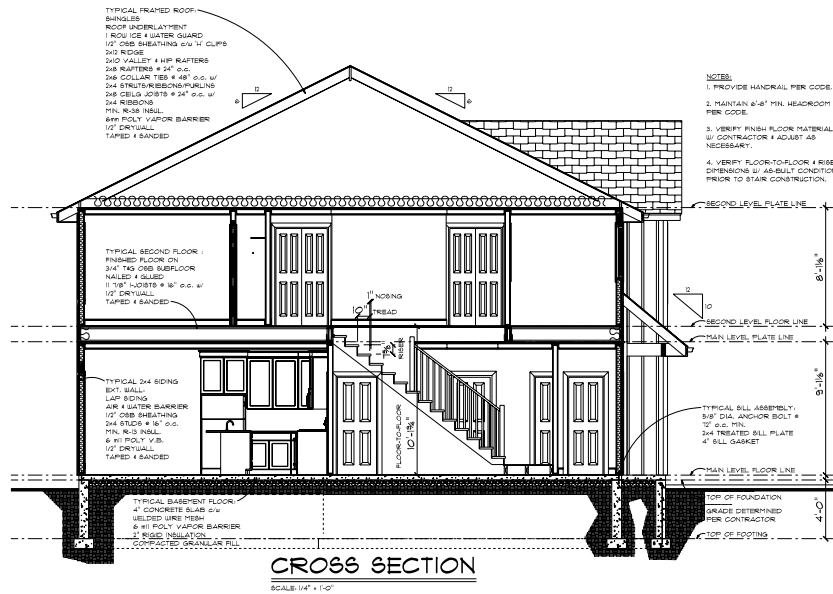 TYPICAL FRAMED ROOF:
SHINGLES
ROOF UNDERLAYMENT
1 ROW ICE & WATER GUARD
1/2" OSB SHEATHING c/w 'H' CLIPS
2x12 RIDGE
2x10 VALLEY & HIP RAFTERS
2x8 RAFTERS @ 24" o.c.
2x6 COLLAR TIES @ 48" o.c. w/
2x4 STRUTS/RIBBONS/PURLINS
2x8 CEILG JOISTS @ 24" o.c. w/
2x4 RIBBONS
MIN. R-38 INSUL.
6mm POLY VAPOR BARRIER
1/2" DRYWALL
TAPED & SANDED
12
12
NOTES:
1. PROVIDE HANDRAIL PER CODE.
2. MAINTAIN 6'-8" MIN. HEADROOM
PER CODE.
3. VERIFY FINISH FLOOR MATERIAL
W/ CONTRACTOR & ADJUST AS
NECESSARY.
4. VERIFY FLOOR-TO-FLOOR & RISE
DIMENSIONS W/ AS-BUILT CONDITION
PRIOR TO STAIR CONSTRUCTION.
SECOND LEVEL PLATE LINE
TYPICAL SECOND FLOOR :
FINISHED FLOOR ON
3/4" T&G OSB SUBFLOOR
NAILED & GLUED
11 7/8" I-JOISTS @ 16" o.c. w/
1/2" DRYWALL
TAPED & SANDED
1" NOSING
10" TREAD
RISER
12
10
SECOND LEVEL FLOOR LINE
MAIN LEVEL PLATE LINE
TYPICAL 2x4 SIDING
EXT. WALL:
LAP SIDING
AIR & WATER BARRIER
1/2" OSB SHEATHING
2x4 STUDS @ 16" o.c.
MIN. R-13 INSUL.
6 mil POLY V.B.
1/2" DRYWALL
TAPED & SANDED
FLOOR-TO-FLOOR
TYPICAL SILL ASSEMBLY:
5/8" DIA. ANCHOR BOLT @
72" o.c. MIN.
2x4 TREATED SILL PLATE
4" SILL GASKET
MAIN LEVEL FLOOR LINE
TYPICAL BASEMENT FLOOR:
4" CONCRETE SLAB c/w
WELDED WIRE MESH
6 mil POLY VAPOR BARRIER
2" RIGID INSULATION
COMPACTED GRANULAR FILL
TOP OF FOUNDATION
GRADE DETERMINED
PER CONTRACTOR
4'-0"
TOP OF FOOTING
CROSS SECTION
SCALE: 1/4" = 1'-0"